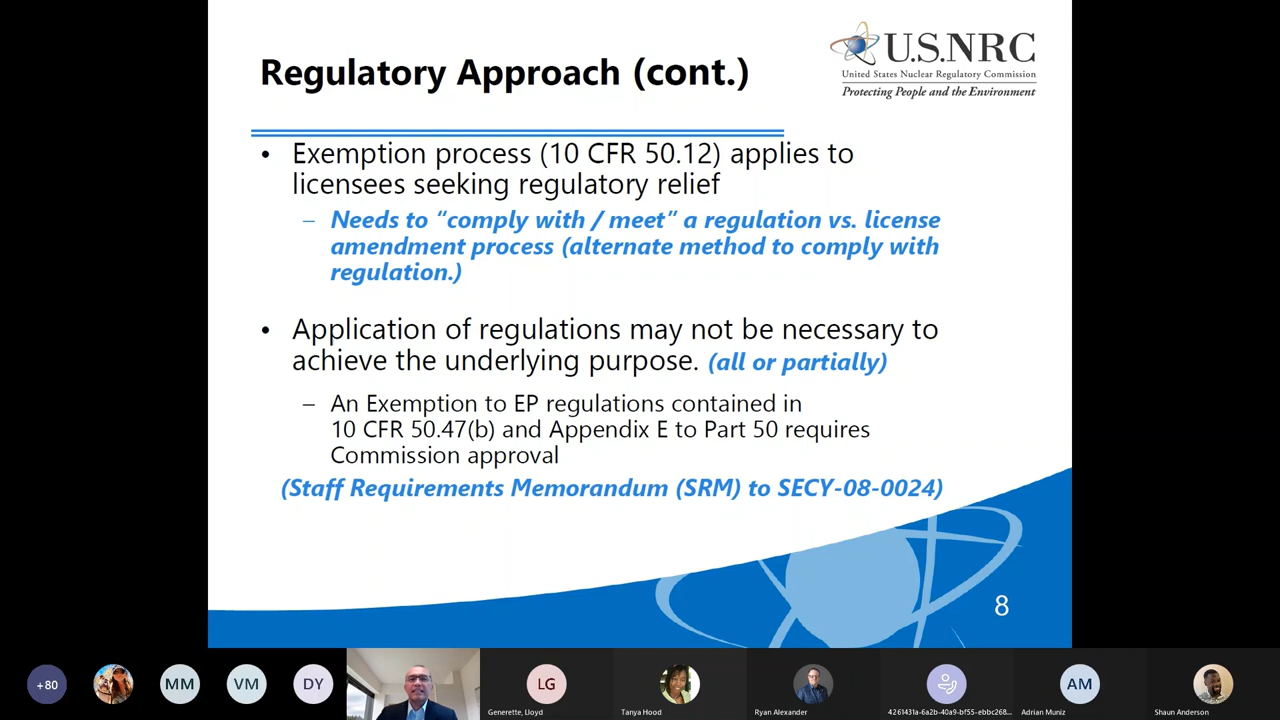 Regulatory Approach (cont.)
U.S.NRC
United States Nuclear Regulatory Commission
Protecting People and the Environment
• Exemption process (10 CFR 50.12) applies to
licensees seeking regulatory relief
– Needs to “comply with / meet” a regulation vs. license
amendment process (alternate method to comply with
regulation.)
• Application of regulations may not be necessary to
achieve the underlying purpose. (all or partially)
– An Exemption to EP regulations contained in
10 CFR 50.47(b) and Appendix E to Part 50 requires
Commission approval
(Staff Requirements Memorandum (SRM) to SECY-08-0024)
8
+80
MM
VM
DY
LG
AM
Generette, Lloyd
Tanya Hood
Ryan Alexander
4261431a-6a2b-40a9-bf55-ebbc268...
Adrian Muniz
Shaun Anderson